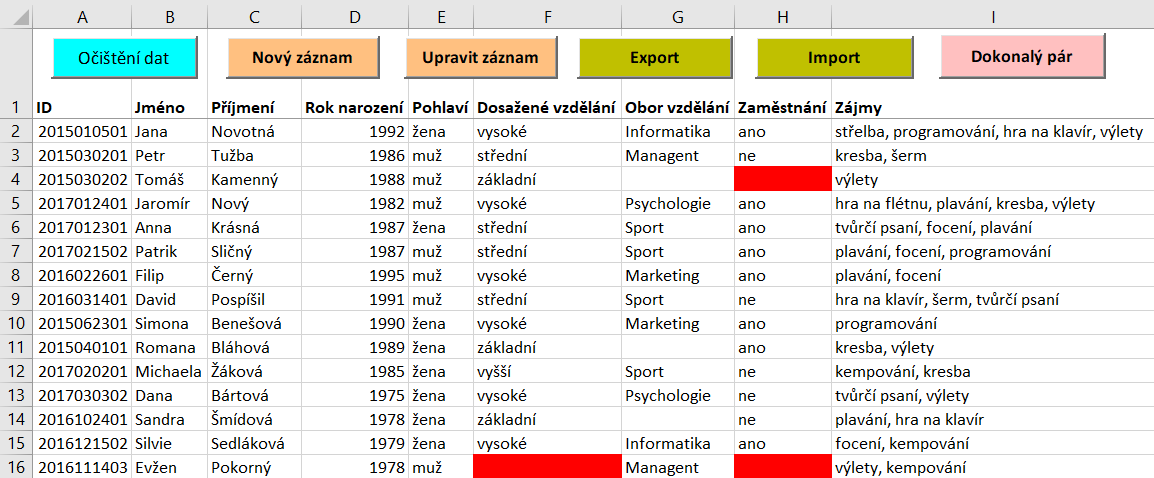 A B C D E F G H I
Očištění dat Nový záznam Upravit záznam Export Import Dokonalý pár
1 ID Jméno Příjmení Rok narození Pohlaví Dosažené vzdělání Obor vzdělání Zaměstnání Zájmy
2 2015010501 Jana Novotná 1992 žena vysoké Informatika ano střelba, programování, hra na klavír, výlety
3 2015030201 Petr Tužba 1986 muž střední Managent ne kresba, šerm
4 2015030202 Tomáš Kamenný 1988 muž základní výlety
5 2017012401 Jaromír Nový 1982 muž vysoké Psychologie ano hra na flétnu, plavání, kresba, výlety
6 2017012301 Anna Krásná 1987 žena střední Sport ano tvůrčí psaní, focení, plavání
7 2017021502 Patrik Sličný 1987 muž střední Sport ano plavání, focení, programování
8 2016022601 Filip Černý 1995 muž vysoké Marketing ano plavání, focení
9 2016031401 David Pospíšil 1991 muž střední Sport ne hra na klavír, šerm, tvůrčí psaní
10 2015062301 Simona Benešová 1990 žena vysoké Marketing ano programování
11 2015040101 Romana Bláhová 1989 žena základní ano kresba, výlety
12 2017020201 Michaela Žáková 1985 žena vyšší Sport ne kempování, kresba
13 2017030302 Dana Bártová 1975 žena vysoké Psychologie ne tvůrčí psaní, výlety
14 2016102401 Sandra Šmídová 1978 žena základní ne plavání, hra na klavír
15 2016121502 Silvie Sedláková 1979 žena vysoké Informatika ano focení, kempování
16 2016111403 Evžen Pokorný 1978 muž Managent výlety, kempování